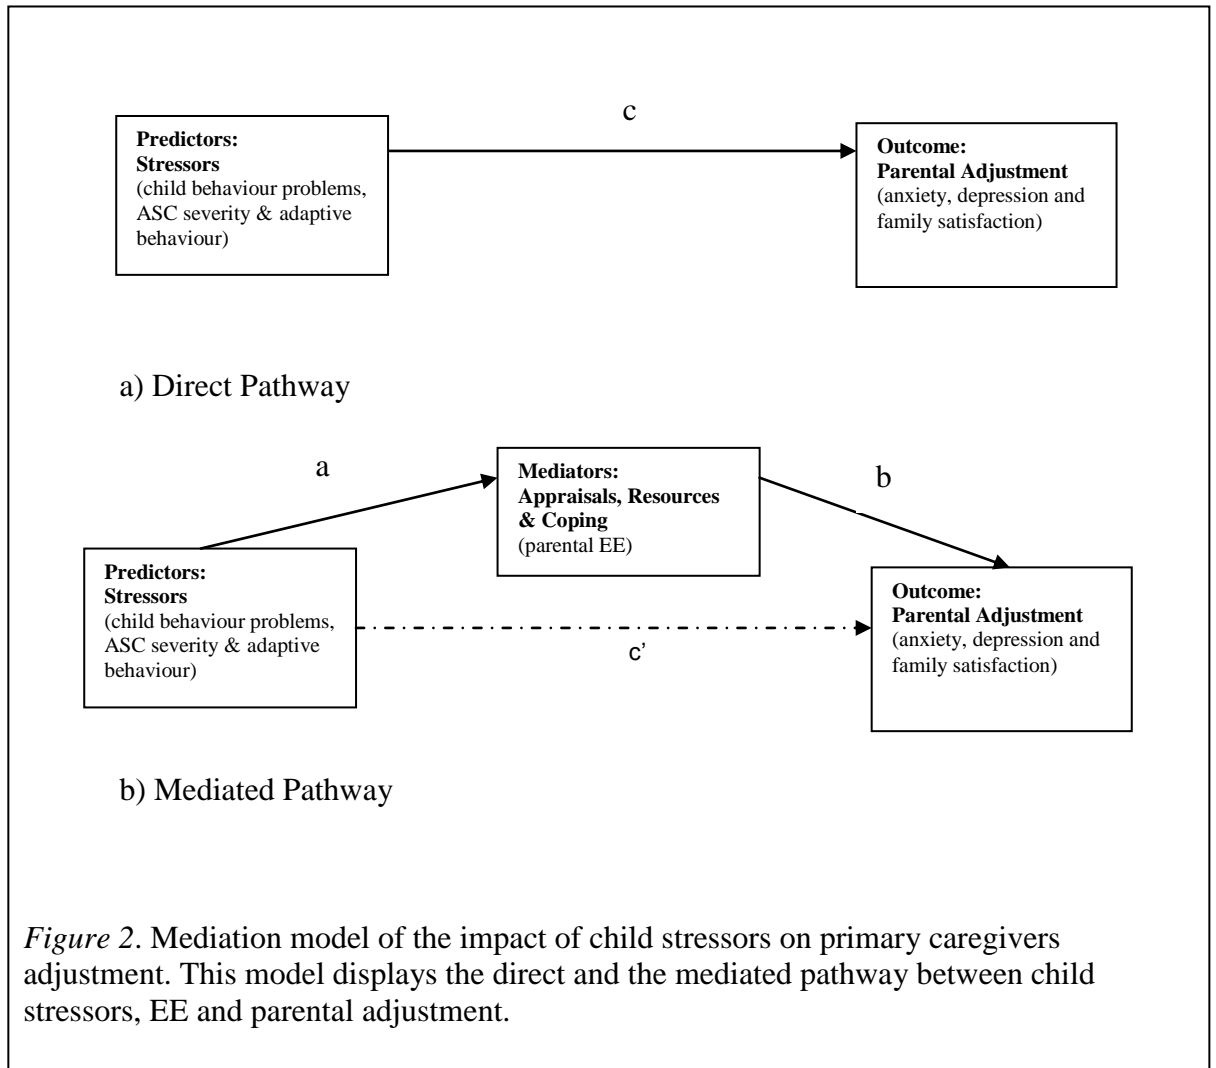 c
Predictors:
Stressors
(child behaviour problems,
ASC severity & adaptive
behaviour)
Outcome:
Parental Adjustment
(anxiety, depression and
family satisfaction)
a) Direct Pathway
a
Mediators:
Appraisals, Resources
& Coping
(parental EE)
b
Predictors:
Stressors
(child behaviour problems,
ASC severity & adaptive
behaviour)
c’
Outcome:
Parental Adjustment
(anxiety, depression and
family satisfaction)
b) Mediated Pathway
Figure 2. Mediation model of the impact of child stressors on primary caregivers
adjustment. This model displays the direct and the mediated pathway between child
stressors, EE and parental adjustment.